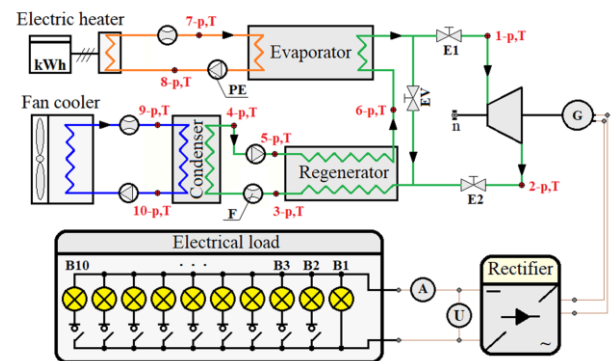 Electric heater
7-p,T
kWh
8-p,T
PE
Evaporator
E1
1-p,T
EV
6-p,T
n
G
Fan cooler
9-p,T
4-p,T
Condenser
5-p,T
Regenerator
10-p,T
F
3-p,T
E2
2-p,T
Electrical load
B10
. . .
B3
B2
B1
A
U
Rectifier
~